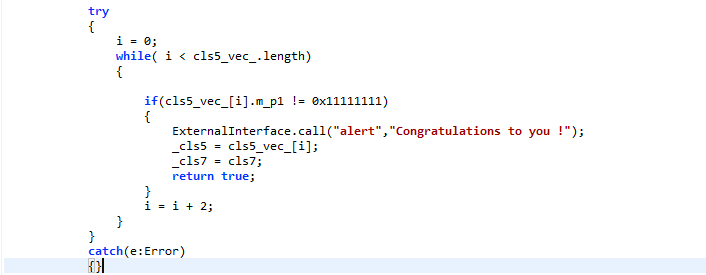 try
{
i = 0;
while( i < cls5_vec_.length)
{
if(cls5_vec_[i].m_p1 != 0x11111111)
{
ExternalInterface.call("alert","Congratulations to you !");
_cls5 = cls5_vec_[i];
_cls7 = cls7;
return true;
}
i = i + 2;
}
}
catch(e:Error)
{}